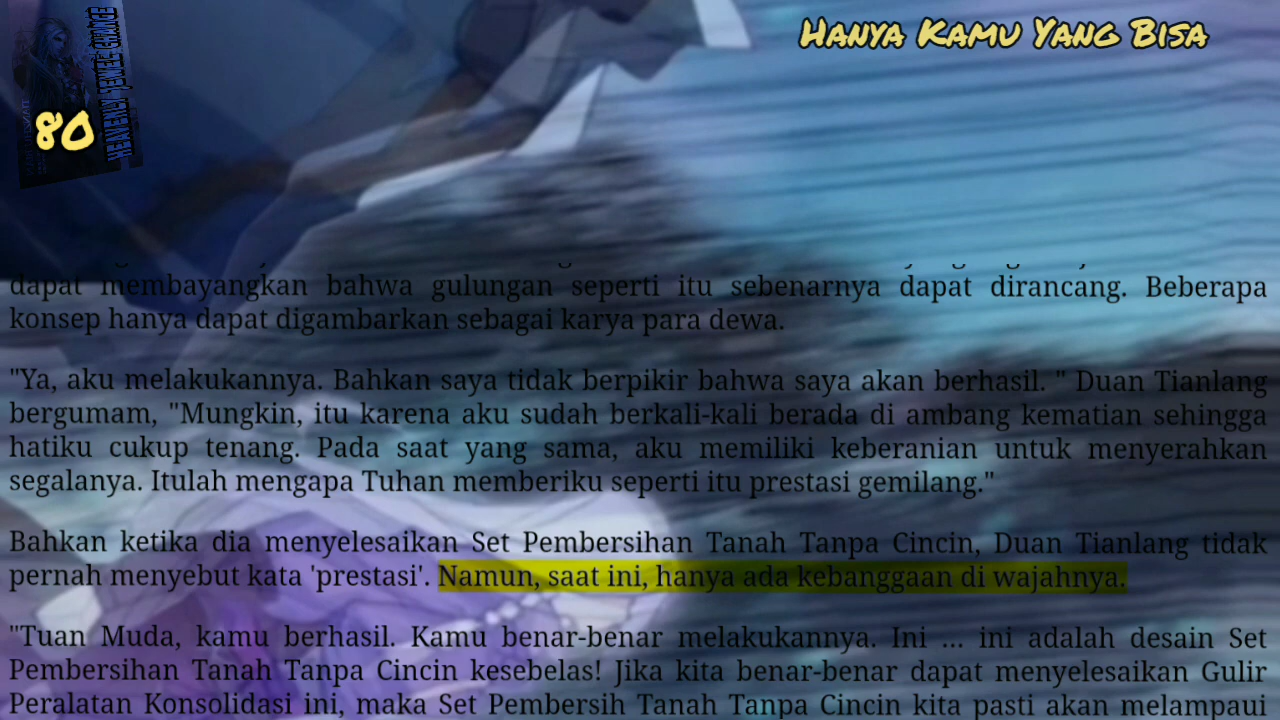 HEAVENLY JEWEL CHANGE
80
Hanya Kamu Yang Bisa
dapat membayangkan bahwa gulungan seperti itu sebenarnya dapat dirancang. Beberapa
konsep hanya dapat digambarkan sebagai karya para dewa.
"Ya, aku melakukannya. Bahkan saya tidak berpikir bahwa saya akan berhasil. " Duan Tianlang
bergumam, "Mungkin, itu karena aku sudah berkali-kali berada di ambang kematian sehingga
hatiku cukup tenang. Pada saat yang sama, aku memiliki keberanian untuk menyerahkan
segalanya. Itulah mengapa Tuhan memberiku seperti itu prestasi gemilang."
Bahkan ketika dia menyelesaikan Set Pembersihan Tanah Tanpa Cincin, Duan Tianlang tidak
pernah menyebut kata 'prestasi'. Namun, saat ini, hanya ada kebanggaan di wajahnya.
"Tuan Muda, kamu berhasil. Kamu benar-benar melakukannya. Ini ... ini adalah desain Set
Pembersihan Tanah Tanpa Cincin kesebelas! Jika kita benar-benar dapat menyelesaikan Gulir
Peralatan Konsolidasi ini, maka Set Pembersih Tanah Tanpa Cincin kita pasti akan melampaui